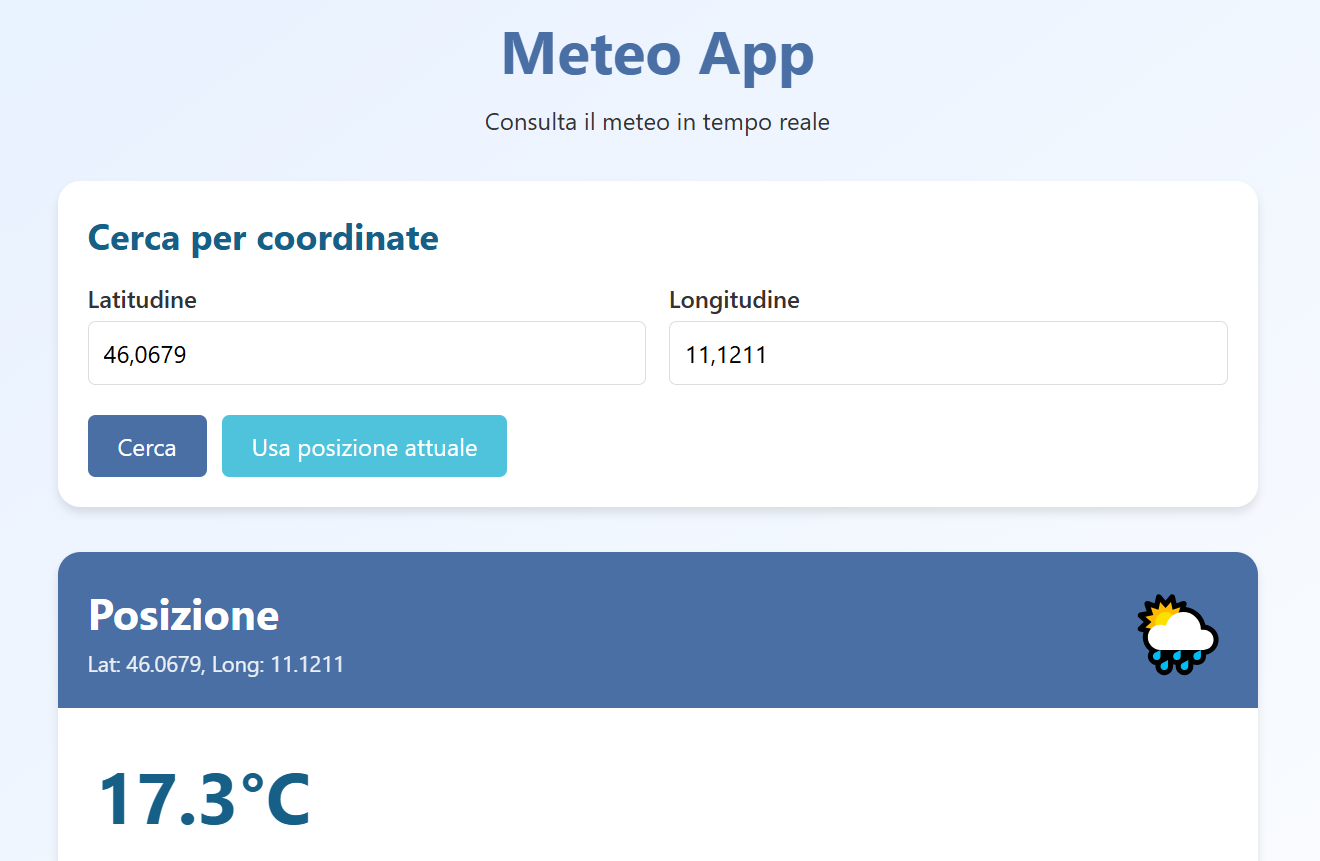 Meteo App
Consulta il meteo in tempo reale
Cerca per coordinate
Latitudine
Longitudine
46,0679
11,1211
Cerca
Usa posizione attuale
Posizione
Lat: 46.0679, Long: 11.1211
17.3°C